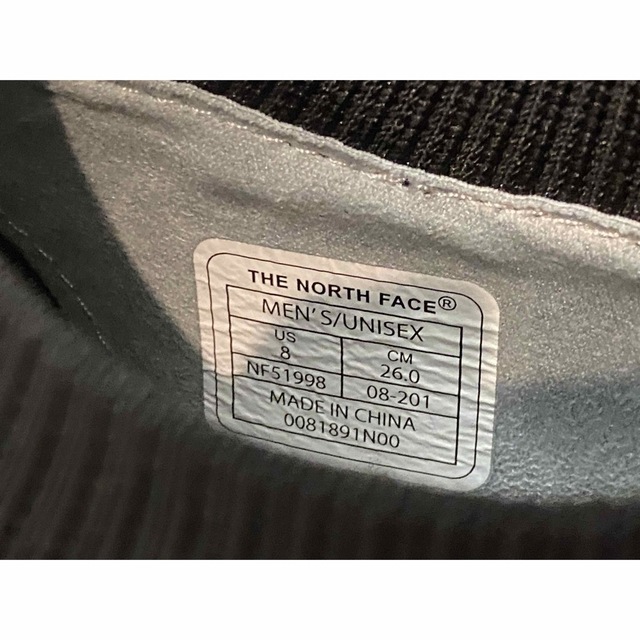 THE NORTH FACE®
MEN'S/UNISEX
US
8
CM
26.0
NF51998
08-201
MADE IN CHINA
0081891N00